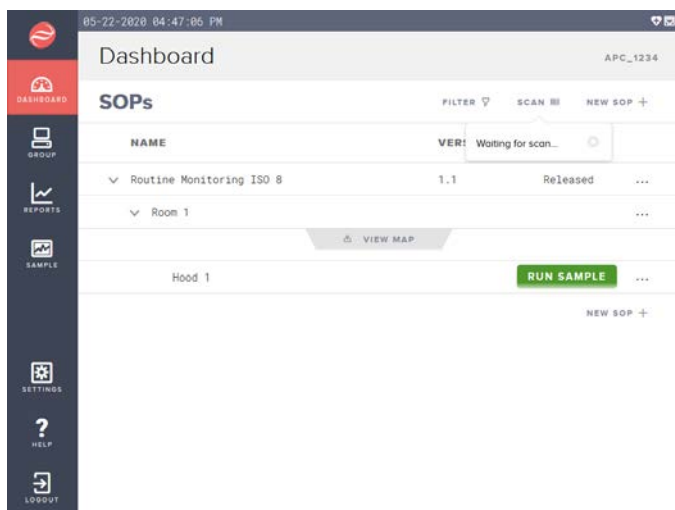 05-22-2020 04:47:06 PM
Dashboard
APC_1234
DASHBOARD
SOPs
FILTER
SCAN
NEW SOP +
GROUP
NAME
VERS
Waiting for scan...
Routine Monitoring ISO 8
1.1
Released
...
REPORTS
Room 1
...
VIEW MAP
SAMPLE
Hood 1
RUN SAMPLE
...
NEW SOP +
SETTINGS
?
HELP
LOGOUT